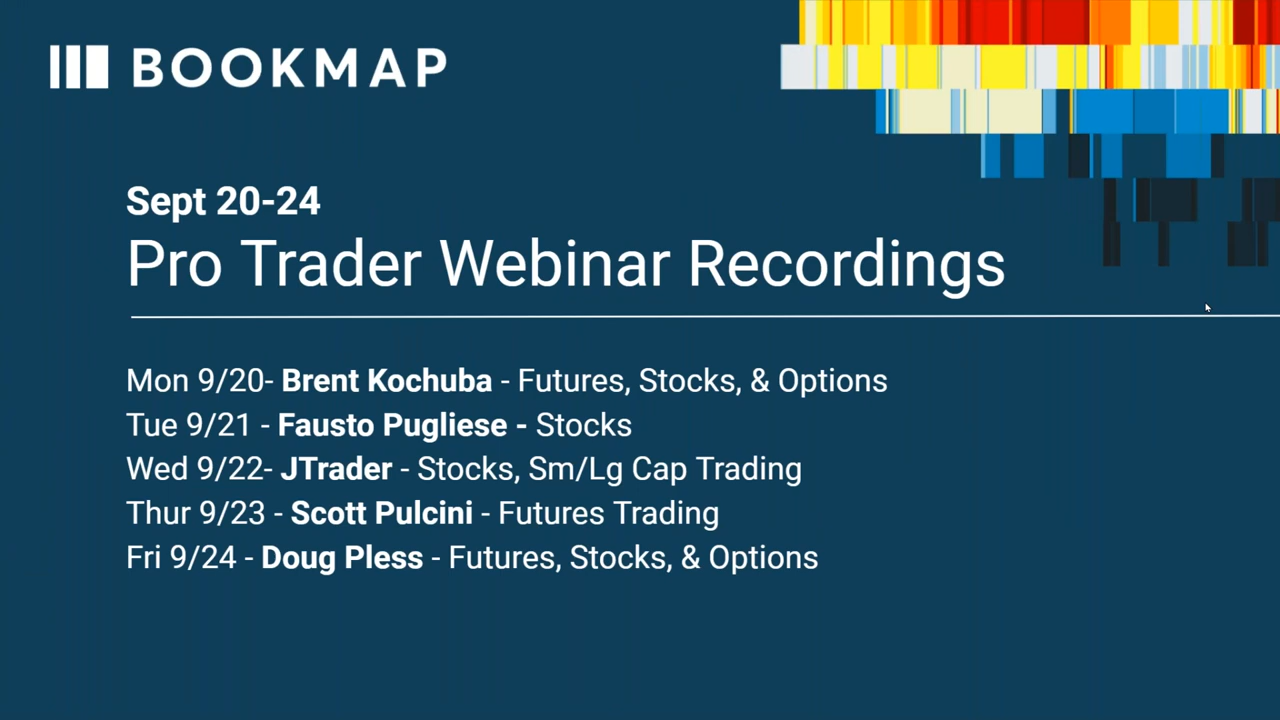 BOOKMAP
Sept 20-24
Pro Trader Webinar Recordings
Mon 9/20- Brent Kochuba - Futures, Stocks, & Options
Tue 9/21 - Fausto Pugliese - Stocks
Wed 9/22- JTrader - Stocks, Sm/Lg Cap Trading
Thur 9/23 - Scott Pulcini - Futures Trading
Fri 9/24 - Doug Pless - Futures, Stocks, & Options